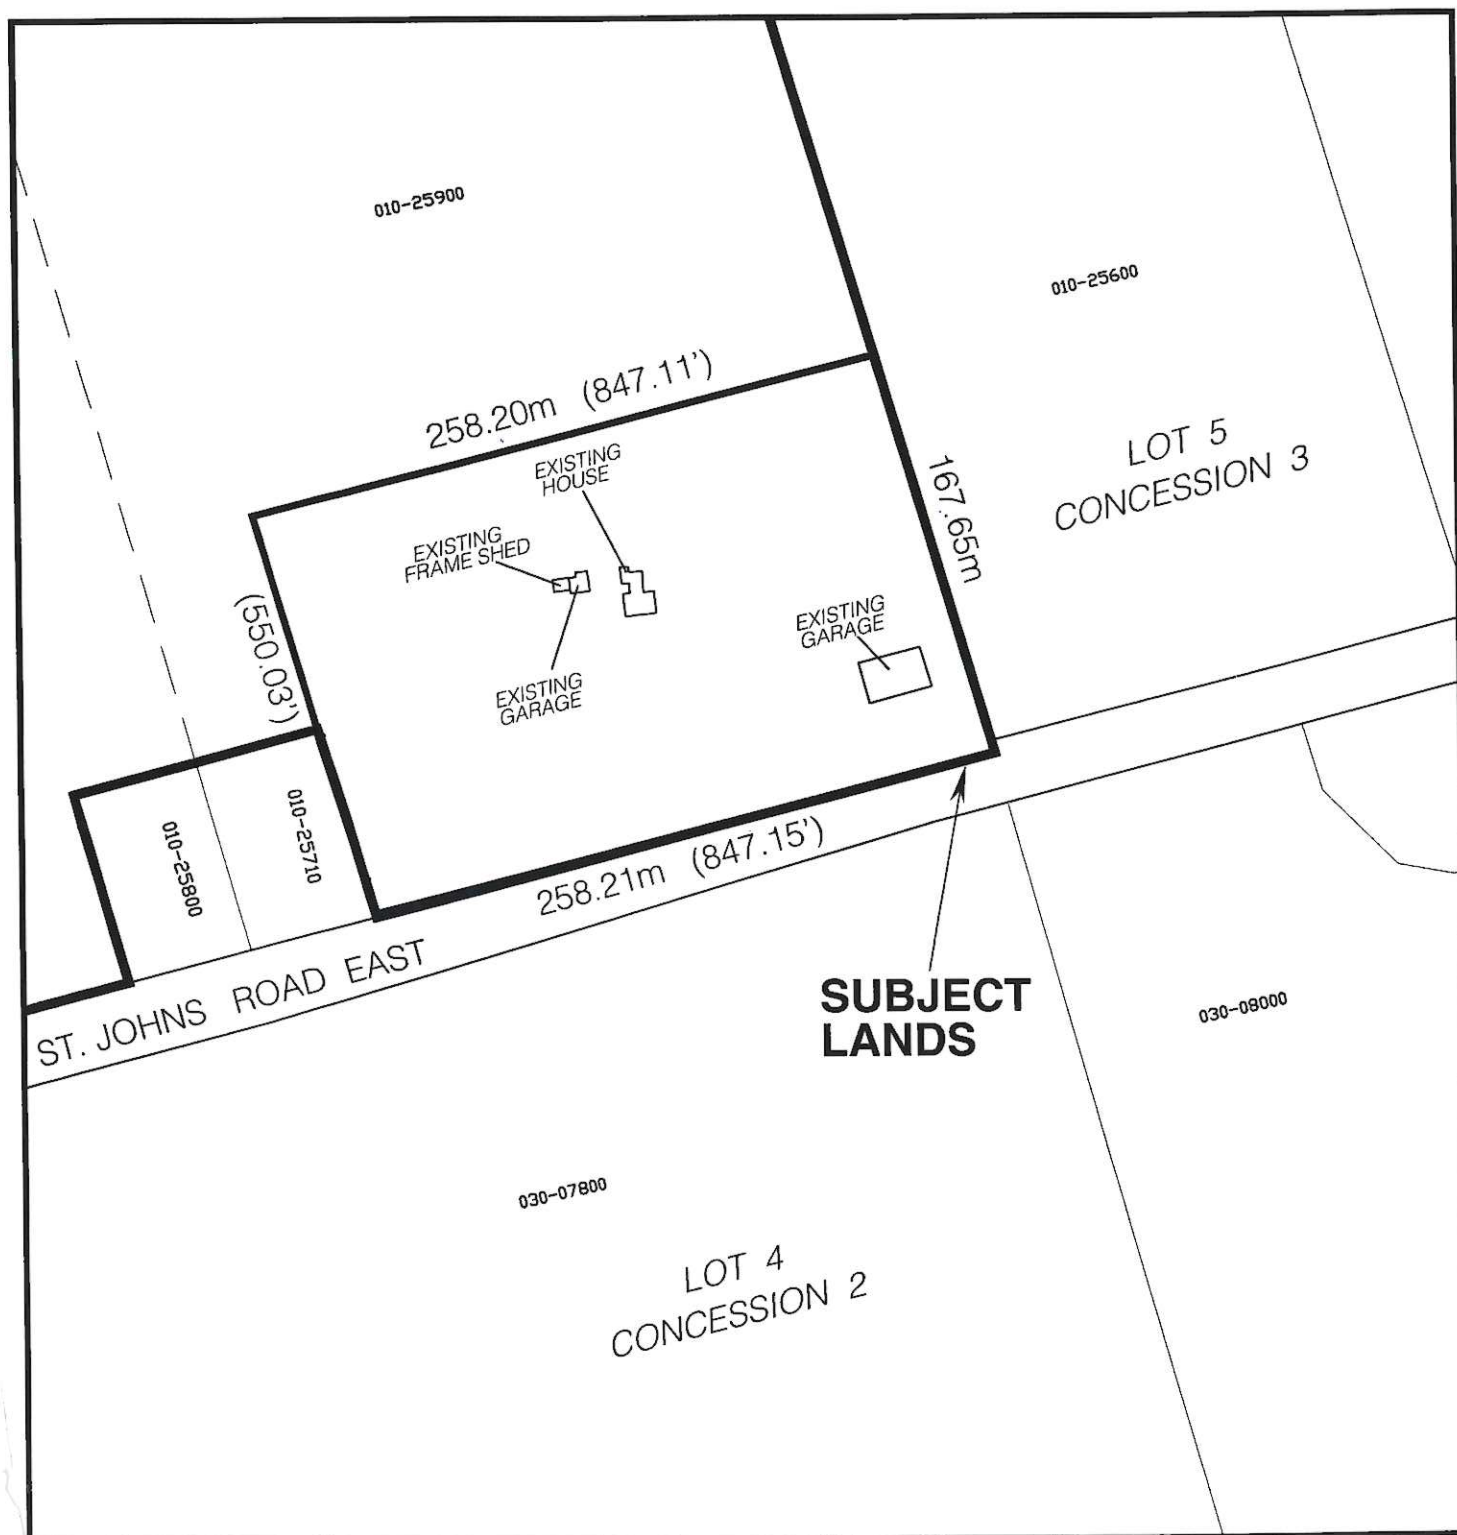 010-25900
010-25600
258.20m (847.11')
LOT 5
CONCESSION 3
EXISTING
HOUSE
167.65m
EXISTING
FRAME SHED
(550.03')
EXISTING
GARAGE
EXISTING
GARAGE
010-25800
010-25710
258.21m (847.15')
ST. JOHNS ROAD EAST
SUBJECT
LANDS
030-08000
030-07800
LOT 4
CONCESSION 2